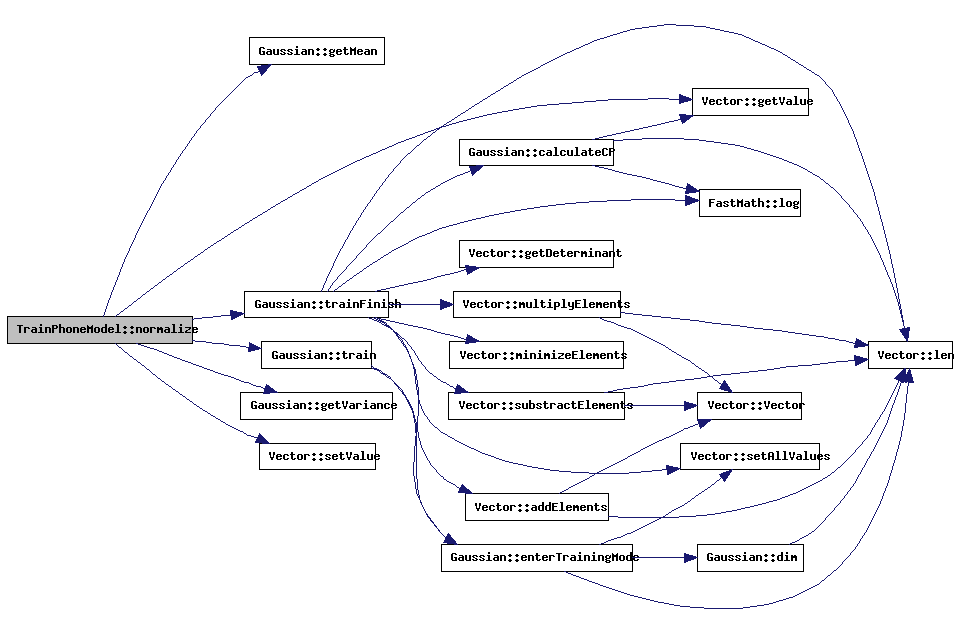 Gaussian::getMean
Vector::getValue
Gaussian::calculateCP
FastMath::log
Vector::getDeterminant
Gaussian::trainFinish
Vector::multiplyElements
TrainPhoneModel::normalize
Gaussian::train
Vector::minimizeElements
Vector::len
Gaussian::getVariance
Vector::substractElements
Vector::Vector
Vector::setValue
Vector::setAllValues
Vector::addElements
Gaussian::enterTrainingMode
Gaussian::dim